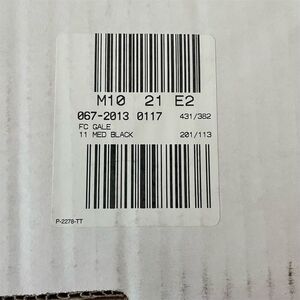 M10 21 E2
067-2013 0117 431/382
FC GALE
11 MED BLACK 201/113
P-2278-TT